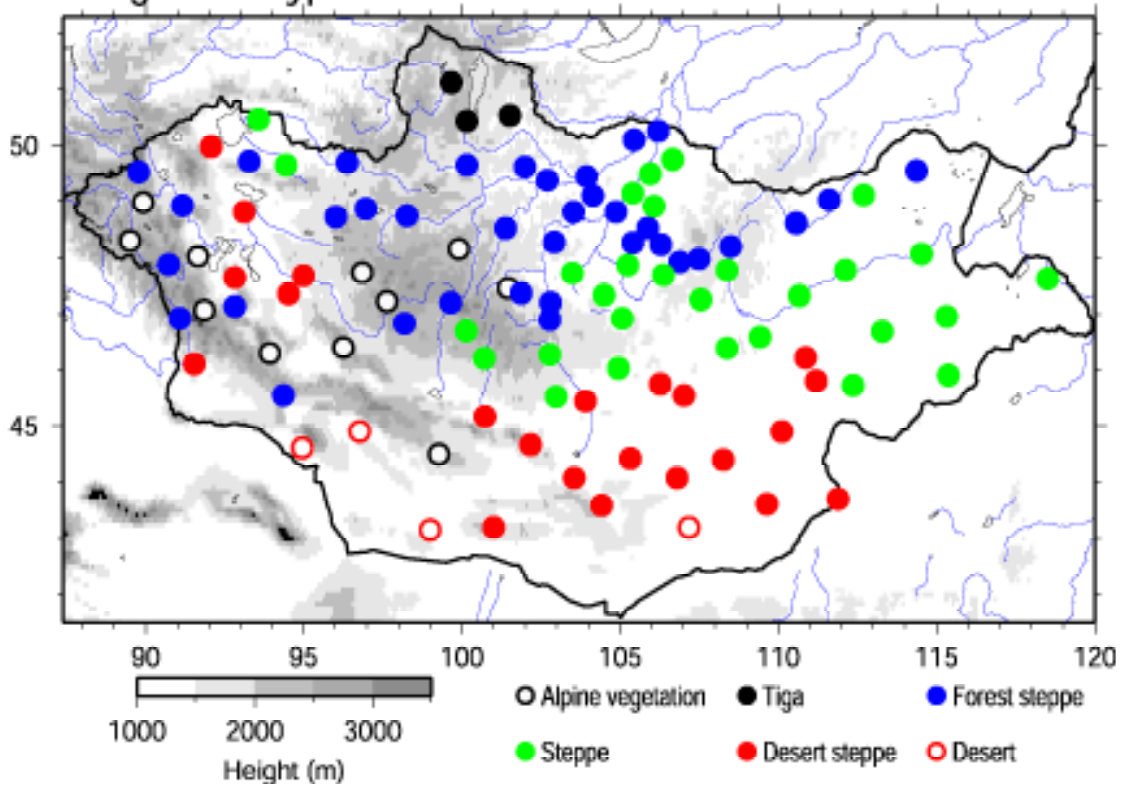 50
45
90 95 100 105 110 115 120
1000 2000 3000
Height (m)
Alpine vegetation Tiga Forest steppe
Steppe Desert steppe Desert